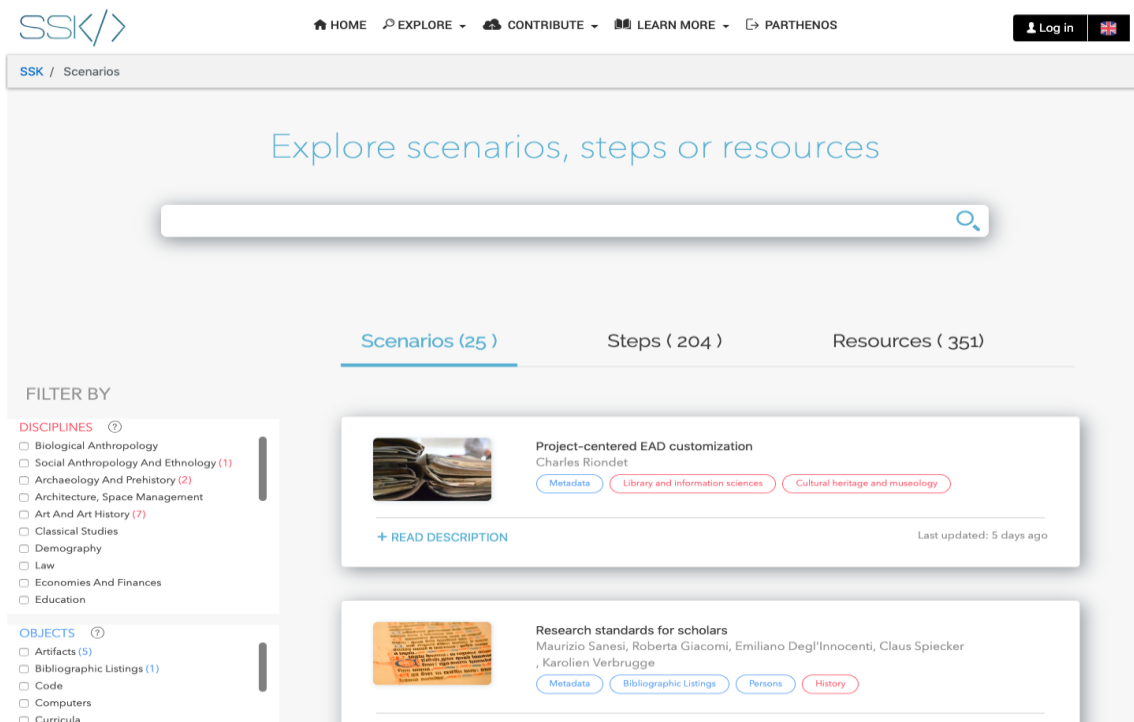 SSK</>
HOME EXPLORE CONTRIBUTE LEARN MORE PARTHENOS
Log in
SSK / Scenarios
Explore scenarios, steps or resources
Scenarios (25 ) Steps ( 204 ) Resources ( 351)
FILTER BY
DISCIPLINES ?
Biological Anthropology
Social Anthropology And Ethnology (1)
Archaeology And Prehistory (2)
Architecture, Space Management
Art And Art History (7)
Classical Studies
Demography
Law
Economies And Finances
Education
OBJECTS ?
Artifacts (5)
Bibliographic Listings (1)
Code
Computers
Curricula
Project-centered EAD customization
Charles Riondet
Metadata Library and information sciences Cultural heritage and museology
+ READ DESCRIPTION Last updated: 5 days ago
Research standards for scholars
Maurizio Sanesi, Roberta Giacomi, Emiliano Degl'Innocenti, Claus Spiecker
, Karolien Verbrugge
Metadata Bibliographic Listings Persons History